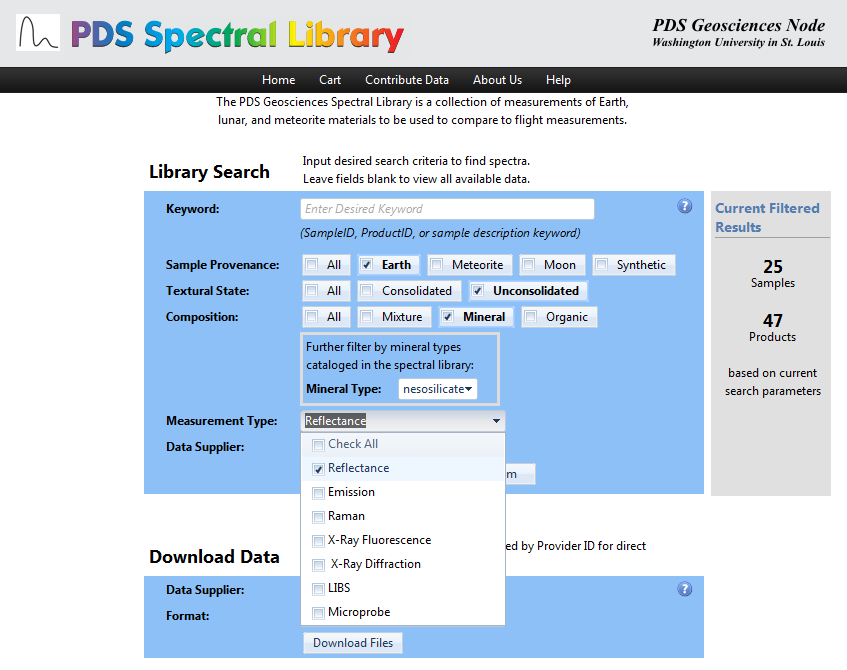 PDS Spectral Library
PDS Geosciences Node
Washington University in St. Louis
Home Cart Contribute Data About Us Help
The PDS Geosciences Spectral Library is a collection of measurements of Earth,
lunar, and meteorite materials to be used to compare to flight measurements.
Library Search
Input desired search criteria to find spectra.
Leave fields blank to view all available data.
Keyword: Enter Desired Keyword ?
(SampleID, ProductID, or sample description keyword)
Sample Provenance: All Earth Meteorite Moon Synthetic
Textural State: All Consolidated Unconsolidated
Composition: All Mixture Mineral Organic
Further filter by mineral types
cataloged in the spectral library:
Mineral Type: nesosilicate
Measurement Type: Reflectance
Data Supplier:
Check All
Reflectance
Emission
Raman
X-Ray Fluorescence
X-Ray Diffraction
LIBS
Microprobe
m
Current Filtered
Results
25
Samples
47
Products
based on current
search parameters
Download Data
ed by Provider ID for direct
Data Supplier: ?
Format:
Download Files